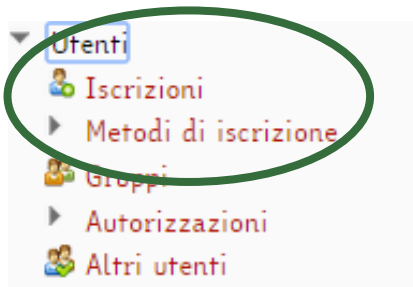 Utenti
Iscrizioni
Metodi di iscrizione
Gruppi
Autorizzazioni
Altri utenti